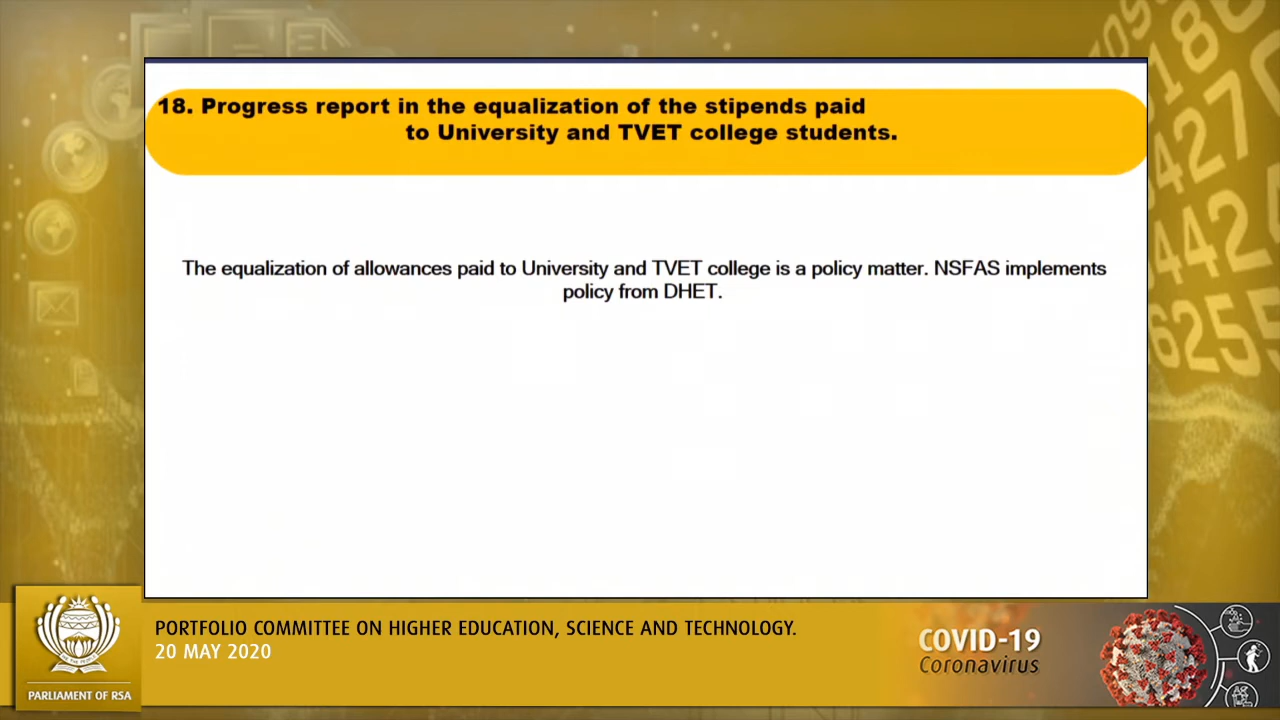 18. Progress report in the equalization of the stipends paid
to University and TVET college students.
The equalization of allowances paid to University and TVET college is a policy matter. NSFAS implements
policy from DHET.
PORTFOLIO COMMITTEE ON HIGHER EDUCATION, SCIENCE AND TECHNOLOGY.
20 MAY 2020
PARLIAMENT OF RSA
COVID-19
Coronavirus